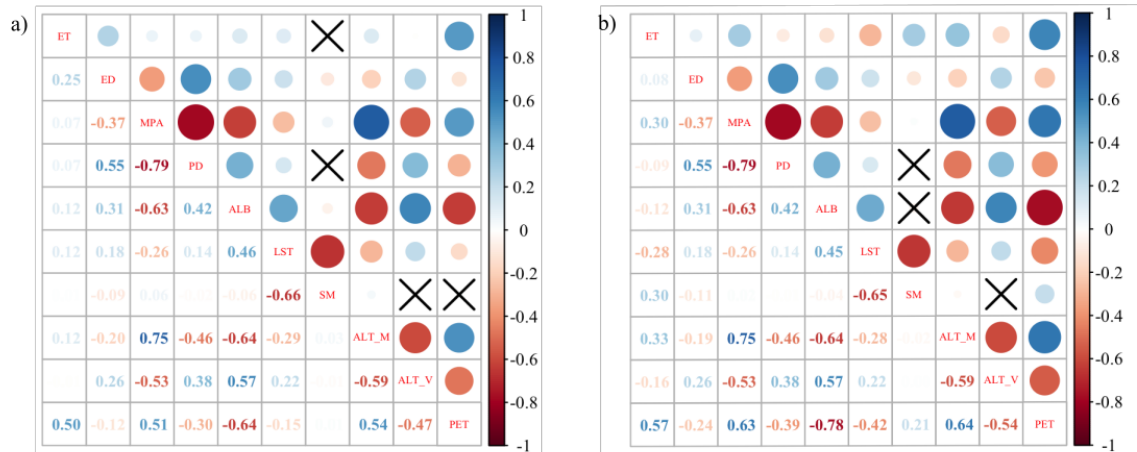 a)
ET
0.25 ED
0.07 -0.37 MPA
0.07 0.55 -0.79 PD
0.12 0.31 -0.63 0.42 ALB
0.12 0.18 -0.26 0.14 0.46 LST
-0.09 0.06 -0.06 -0.66 SM
0.12 -0.20 0.75 -0.46 -0.64 -0.29 0.03 ALT_M
0.26 -0.53 0.38 0.57 0.22 -0.59 ALT_V
0.50 -0.12 0.51 -0.30 -0.64 -0.15 0.54 -0.47 PET
1
0.8
0.6
0.4
0.2
0
-0.2
-0.4
-0.6
-0.8
-1
b)
ET
0.08 ED
0.30 -0.37 MPA
-0.09 0.55 -0.79 PD
-0.12 0.31 -0.63 0.42 ALB
-0.28 0.18 -0.26 0.14 0.45 LST
0.30 -0.11 -0.04 -0.65 SM
0.33 -0.19 0.75 -0.46 -0.64 -0.28 ALT_M
-0.16 0.26 -0.53 0.38 0.57 0.22 -0.59 ALT_V
0.57 -0.24 0.63 -0.39 -0.78 -0.42 0.21 0.64 -0.54 PET
1
0.8
0.6
0.4
0.2
0
-0.2
-0.4
-0.6
-0.8
-1